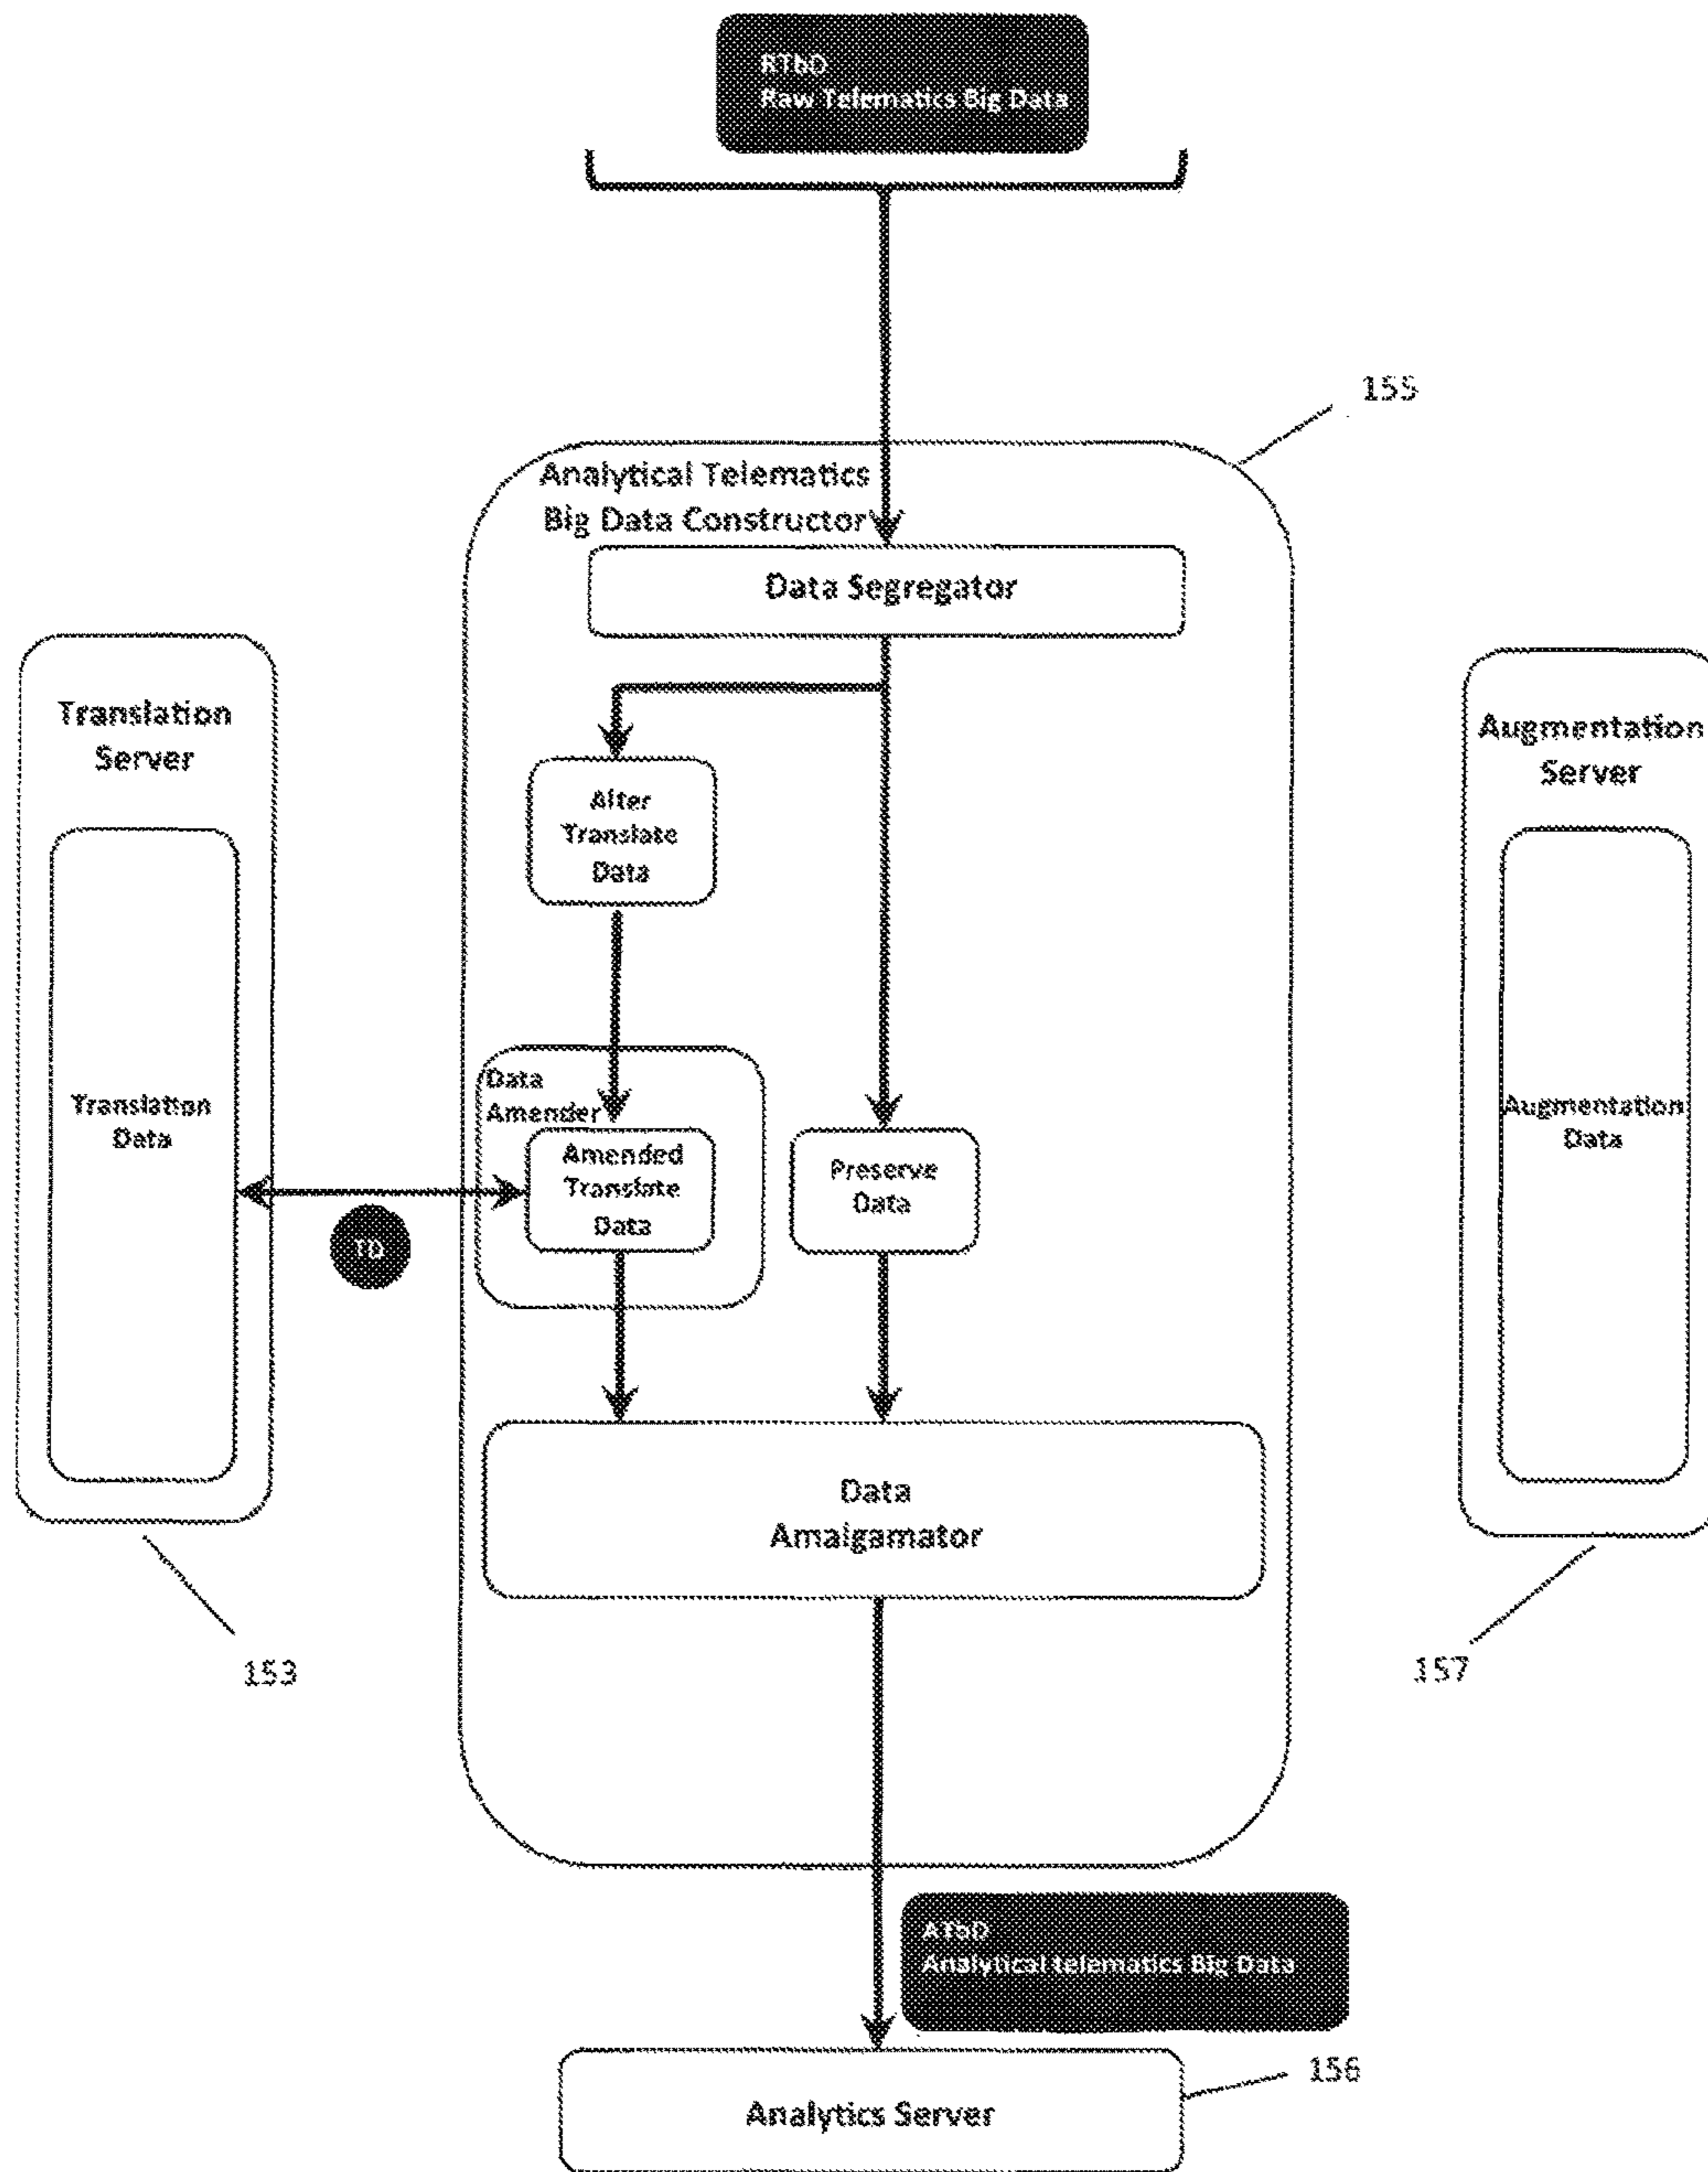 RTbD
Raw Telematics Big Data
155
Analytical Telematics
Big Data Constructor
Data Segregator
Translation
Server
Augmentation
Server
Alter
Translate
Data
Data
Amender
Translation
Data
Augmentation
Data
Amended
Translate
Data
Preserve
Data
TD
Data
Amalgamator
153
157
ATbD
Analytical telematics Big Data
156
Analytics Server